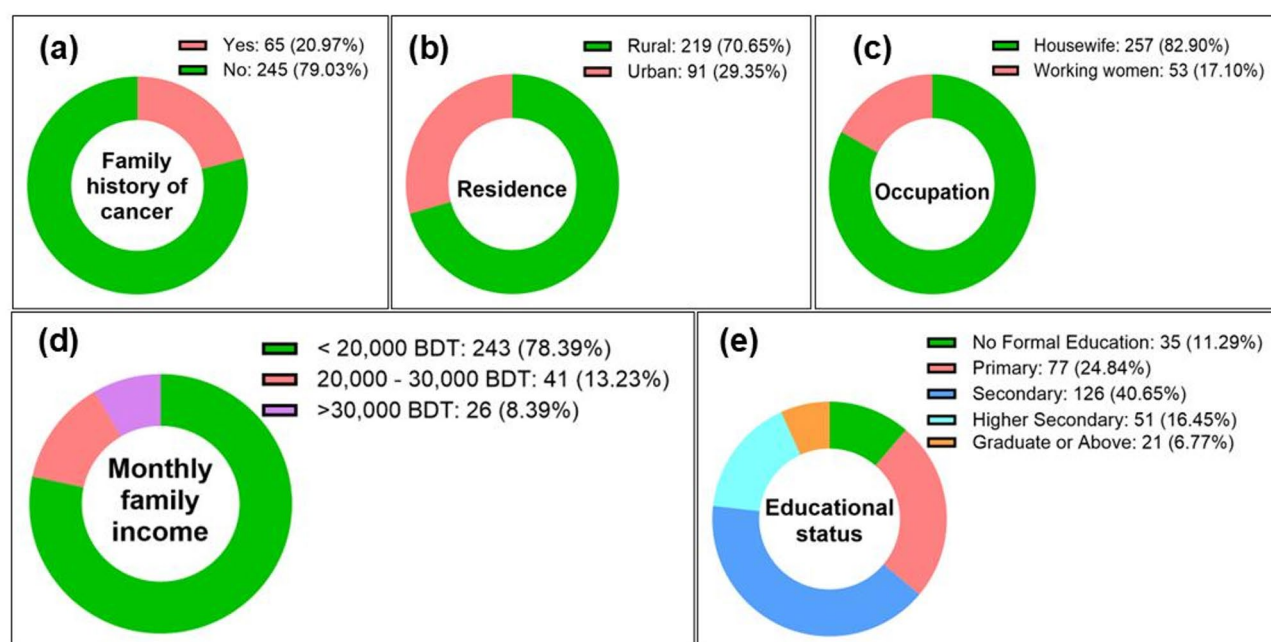 (a)
Yes: 65 (20.97%)
No: 245 (79.03%)
Family
history of
cancer
(b)
Rural: 219 (70.65%)
Urban: 91 (29.35%)
Residence
(c)
Housewife: 257 (82.90%)
Working women: 53 (17.10%)
Occupation
(d)
< 20,000 BDT: 243 (78.39%)
20,000 - 30,000 BDT: 41 (13.23%)
>30,000 BDT: 26 (8.39%)
Monthly
family
income
(e)
No Formal Education: 35 (11.29%)
Primary: 77 (24.84%)
Secondary: 126 (40.65%)
Higher Secondary: 51 (16.45%)
Graduate or Above: 21 (6.77%)
Educational
status